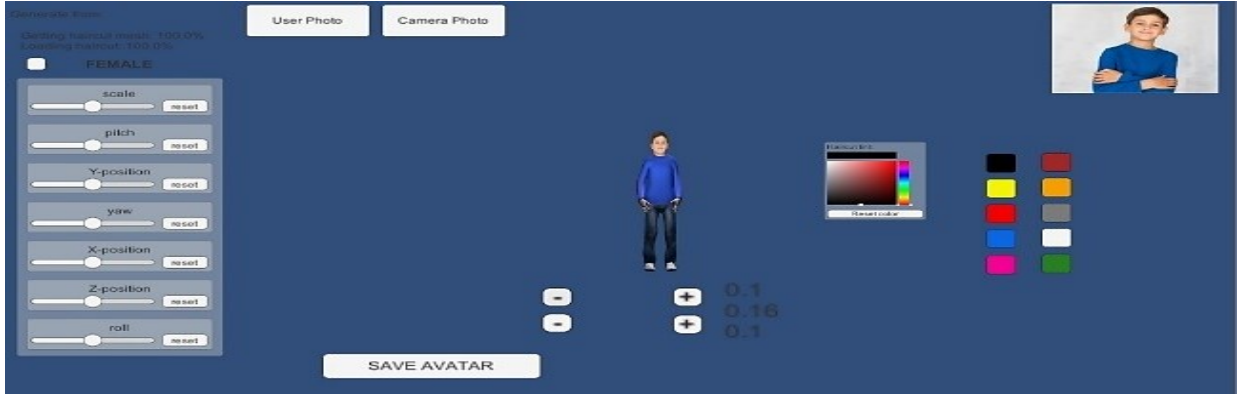 User Photo
Camera Photo
Getting haircut mesh: 100.0%
Loading haircut: 100.0%
FEMALE
scale
reset
pitch
reset
Y-position
reset
yaw
reset
X-position
reset
Z-position
reset
roll
reset
Reset color
-
+
0.1
0.16
-
+
0.1
SAVE AVATAR